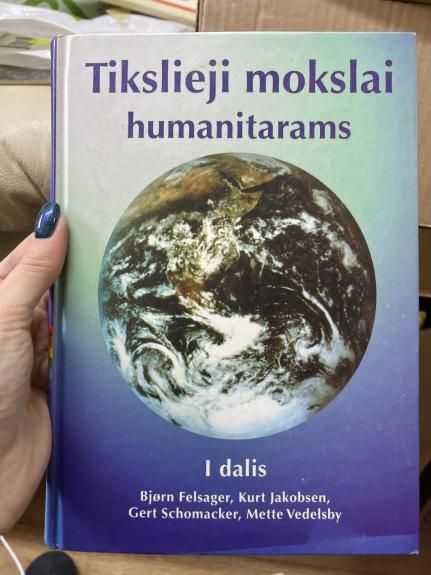 Tikslieji mokslai
humanitarams
I dalis
Bjørn Felsager, Kurt Jakobsen,
Gert Schomacker, Mette Vedelsby